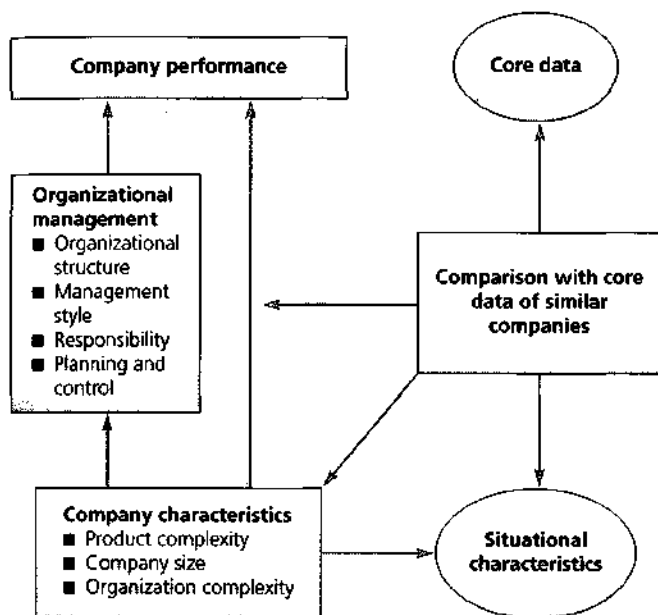 Company performance
Core data
Organizational
management
■ Organizational
structure
■ Management
style
■ Responsibility
■ Planning and
control
Comparison with core
data of similar
companies
Company characteristics
■ Product complexity
■ Company size
■ Organization complexity
Situational
characteristics